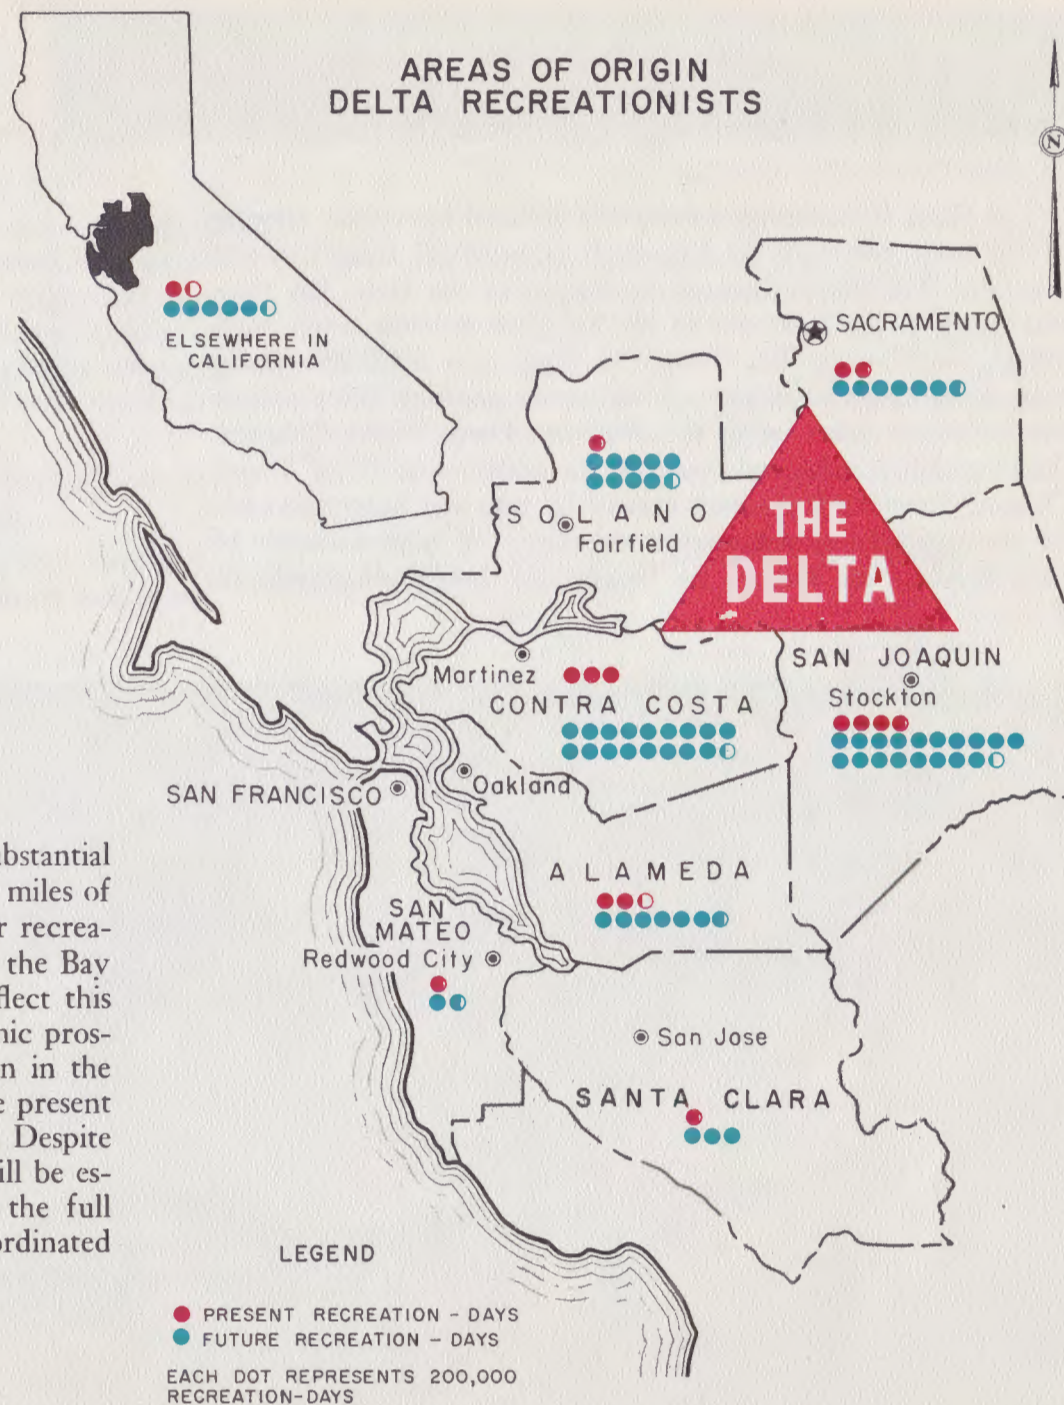 AREAS OF ORIGIN
DELTA RECREATIONISTS
N
ELSEWHERE IN
CALIFORNIA
SACRAMENTO
SOLANO
Fairfield
THE
DELTA
Martinez
CONTRA COSTA
SAN JOAQUIN
Stockton
SAN FRANCISCO
Oakland
ALAMEDA
SAN
MATEO
Redwood City
San Jose
SANTA CLARA
ubstantial
miles of
r recrea-
the Bay
flect this
nic pros-
n in the
e present
Despite
ill be es-
the full
ordinated
LEGEND
PRESENT RECREATION - DAYS
FUTURE RECREATION - DAYS
EACH DOT REPRESENTS 200,000
RECREATION-DAYS